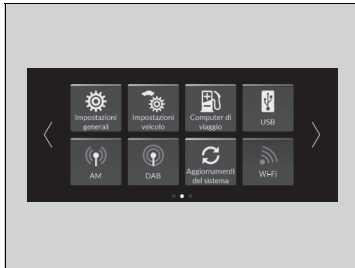 Impostazioni
generali
Impostazioni
veicolo
Computer di
viaggio
USB
AM
DAB
Aggiornamenti
del sistema
Wi-Fi